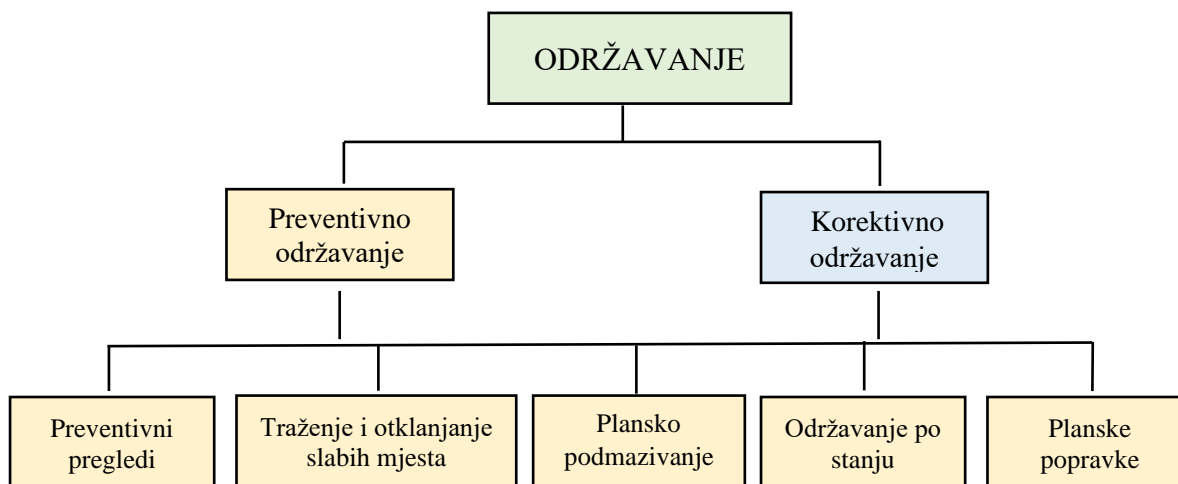 ODRŽAVANJE
Preventivno
održavanje
Korektivno
održavanje
Preventivni
pregledi
Traženje i otklanjanje
slabih mjesta
Plansko
podmazivanje
Održavanje po
stanju
Planske
popravke